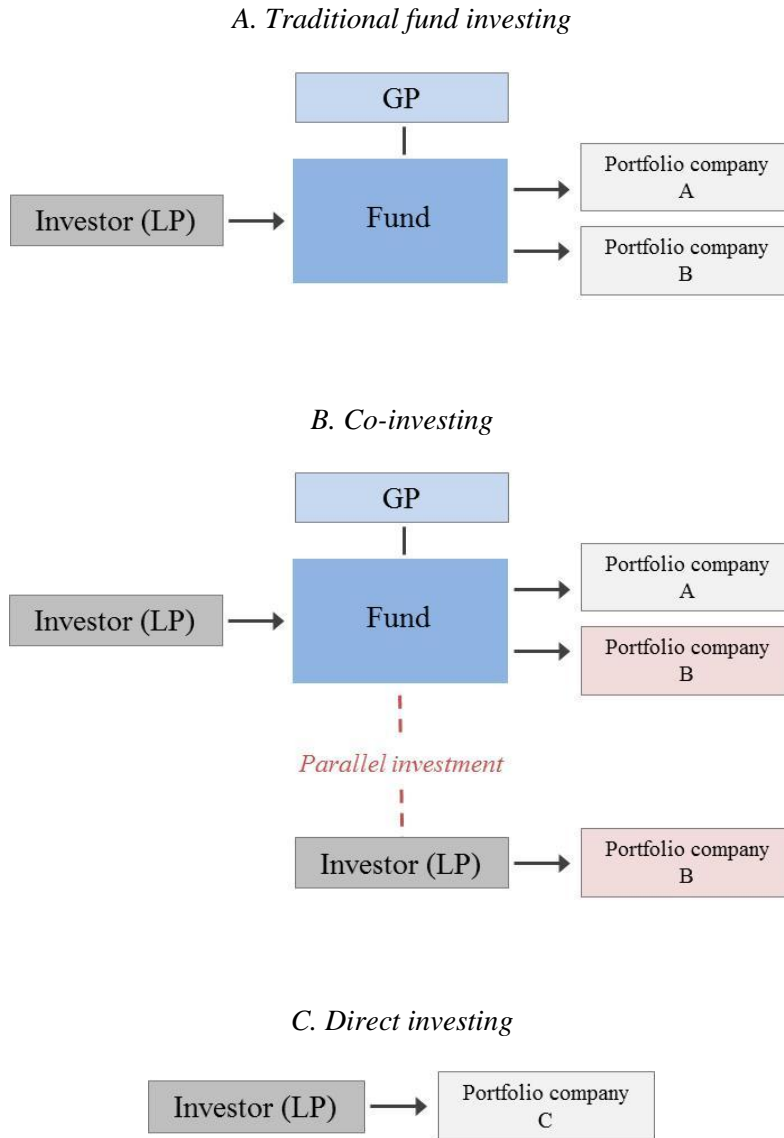 A. Traditional fund investing
GP
Portfolio company
A
Investor (LP)
Fund
Portfolio company
B
B. Co-investing
GP
Portfolio company
A
Investor (LP)
Fund
Portfolio company
B
Parallel investment
Investor (LP)
Portfolio company
B
C. Direct investing
Investor (LP)
Portfolio company
C